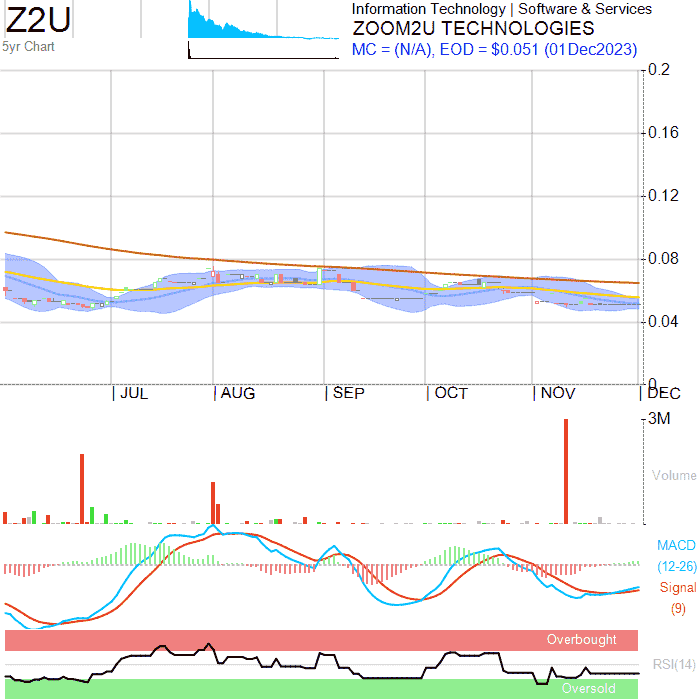 Z2U
5yr Chart
Information Technology | Software & Services
ZOOM2U TECHNOLOGIES
MC = (N/A), EOD = $0.051 (01Dec2023)
0.2
0.16
0.12
0.08
0.04
0
JUL AUG SEP OCT NOV DEC
3M
Volume
MACD
(12-26)
Signal
(9)
Overbought
RSI(14)
Oversold